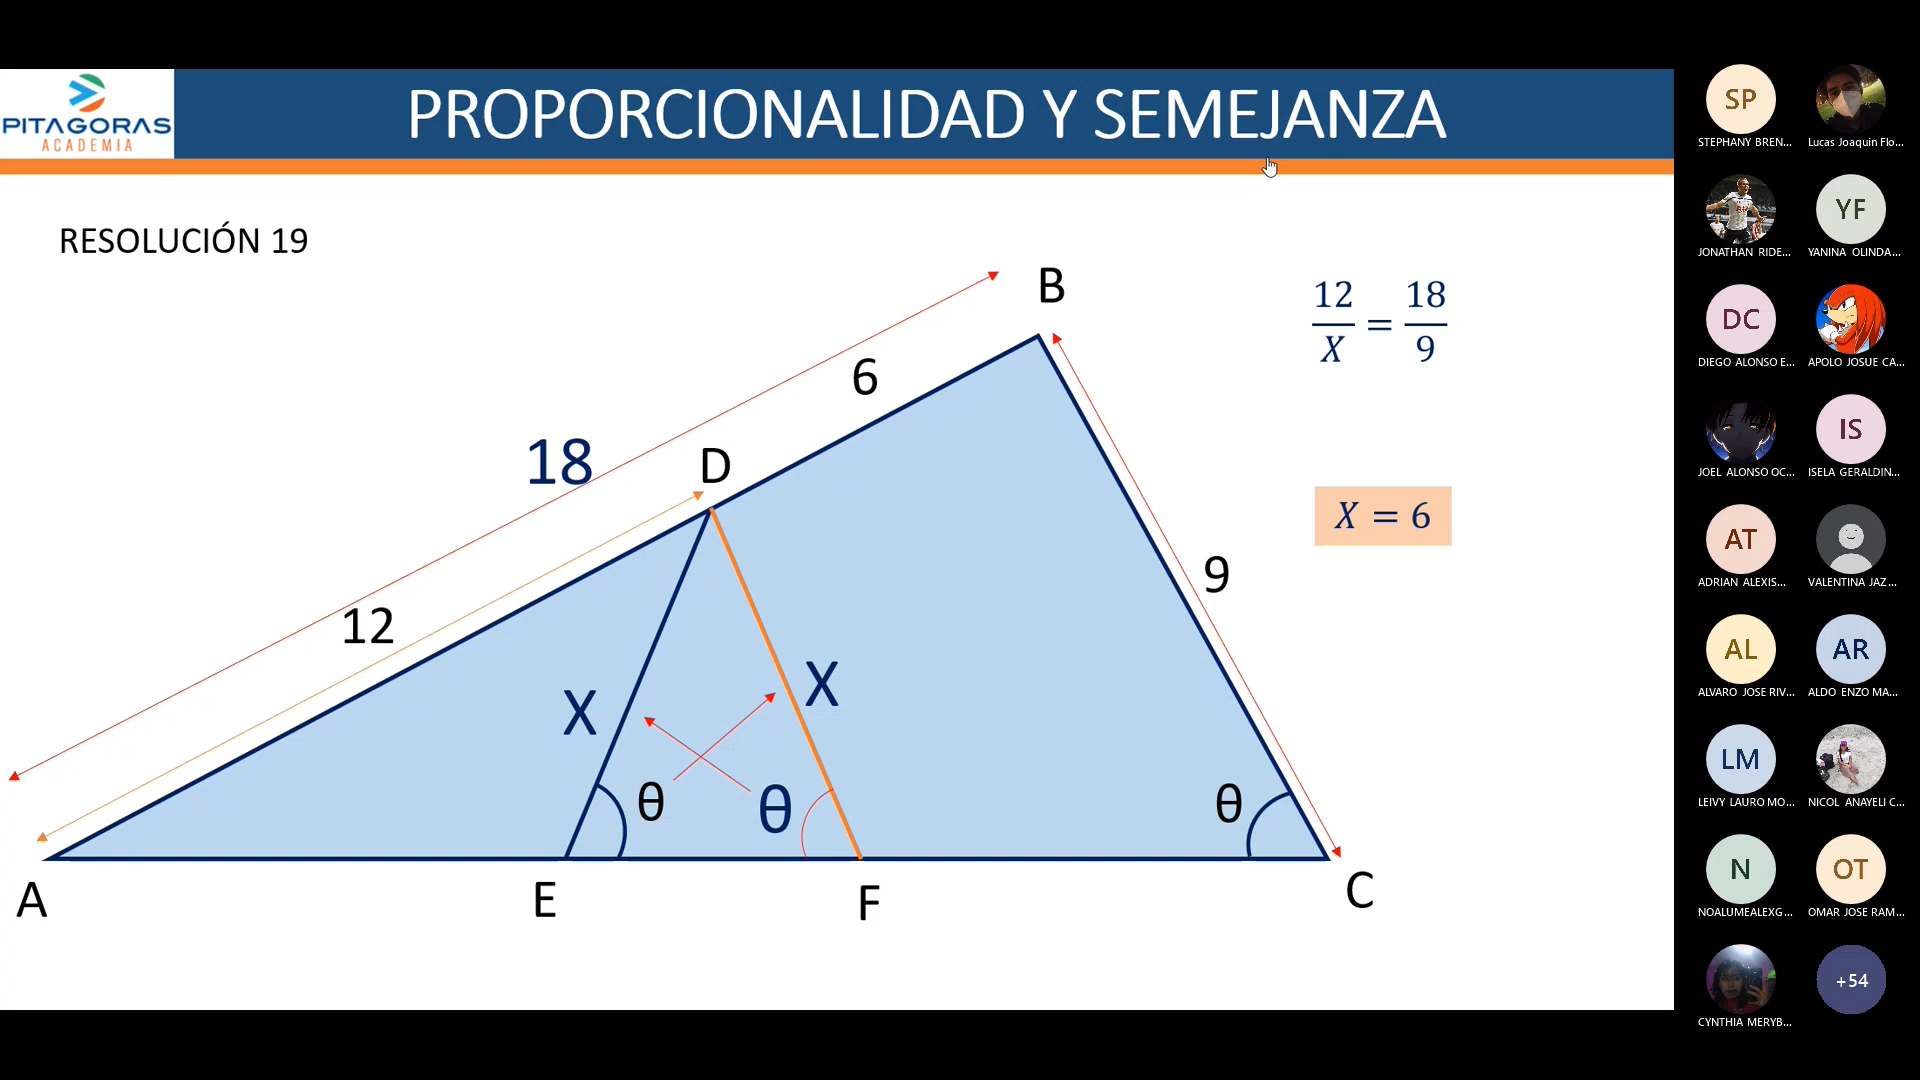 PITAGORAS
ACADEMIA
PROPORCIONALIDAD Y SEMEJANZA
RESOLUCIÓN 19
B
6
18
D
12
9
X
X
θ
θ
θ
A
E
F
C
12/X = 18/9
X = 6
SP
STEPHANY BREN...
Lucas Joaquin Flo...
JONATHAN RIDE...
YF
YANINA OLINDA...
DC
DIEGO ALONSO E...
APOLO JOSUE CA...
JOEL ALONSO OC...
IS
ISELA GERALDIN...
AT
ADRIAN ALEXIS...
VALENTINA JAZ...
AL
ALVARO JOSE RIV...
AR
ALDO ENZO MA...
LM
LEIVY LAURO MO...
NICOL ANAYELI C...
N
NOALUMEALEXG...
OT
OMAR JOSE RAM...
CYNTHIA MERYB...
+54